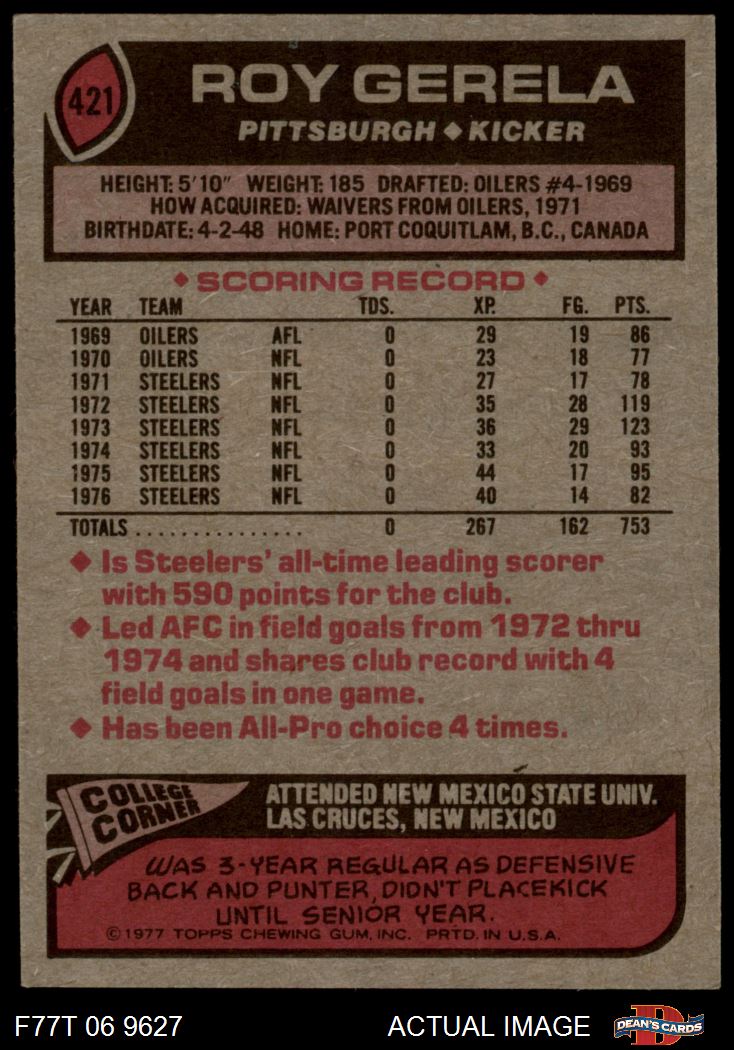 421
ROY GERELA
PITTSBURGH ◆ KICKER
HEIGHT: 5'10" WEIGHT: 185 DRAFTED: OILERS #4-1969
HOW ACQUIRED: WAIVERS FROM OILERS, 1971
BIRTHDATE: 4-2-48 HOME: PORT COQUITLAM, B.C., CANADA
◆ SCORING RECORD ◆
YEAR TEAM TDS. XP. FG. PTS.
1969 OILERS AFL 0 29 19 86
1970 OILERS NFL 0 23 18 77
1971 STEELERS NFL 0 27 17 78
1972 STEELERS NFL 0 35 28 119
1973 STEELERS NFL 0 36 29 123
1974 STEELERS NFL 0 33 20 93
1975 STEELERS NFL 0 44 17 95
1976 STEELERS NFL 0 40 14 82
TOTALS ................ 0 267 162 753
◆ Is Steelers' all-time leading scorer
with 590 points for the club.
◆ Led AFC in field goals from 1972 thru
1974 and shares club record with 4
field goals in one game.
◆ Has been All-Pro choice 4 times.
COLLEGE
CORNER
ATTENDED NEW MEXICO STATE UNIV.
LAS CRUCES, NEW MEXICO
WAS 3-YEAR REGULAR AS DEFENSIVE
BACK AND PUNTER, DIDN'T PLACEKICK
UNTIL SENIOR YEAR.
©1977 TOPPS CHEWING GUM, INC. PRTD. IN U.S.A.
F77T 06 9627 ACTUAL IMAGE
D
DEAN'S CARDS